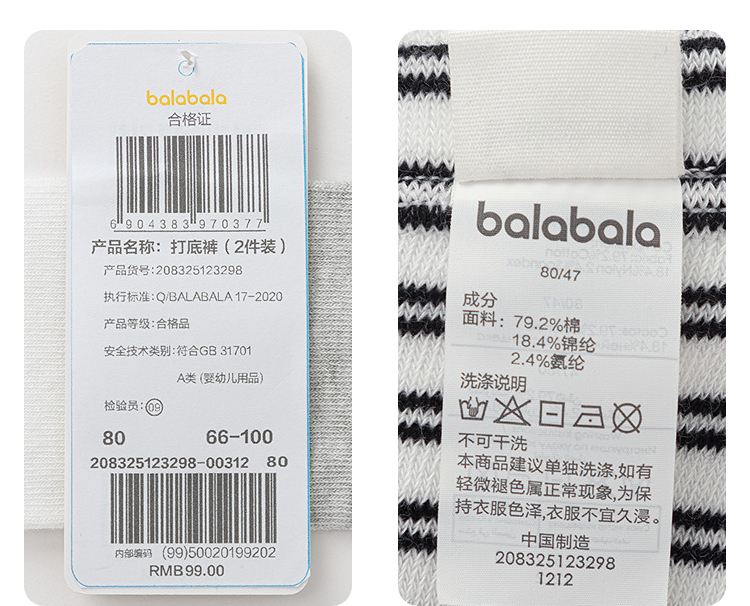 balabala
合格证
6 904383 970377
产品名称：打底裤（2件装）
产品货号:208325123298
执行标准:Q/BALABALA 17-2020
产品等级:合格品
安全技术类别:符合GB 31701
A类 (婴幼儿用品)
检验员:09
80 66-100
208325123298-00312 80
内部编码 (99)50020199202
RMB99.00
balabala
80/47
成分
面料: 79.2%棉
18.4%锦纶
2.4%氨纶
洗涤说明
不可干洗
本商品建议单独洗涤,如有
轻微褪色属正常现象,为保
持衣服色泽,衣服不宜久浸。
中国制造
208325123298
1212